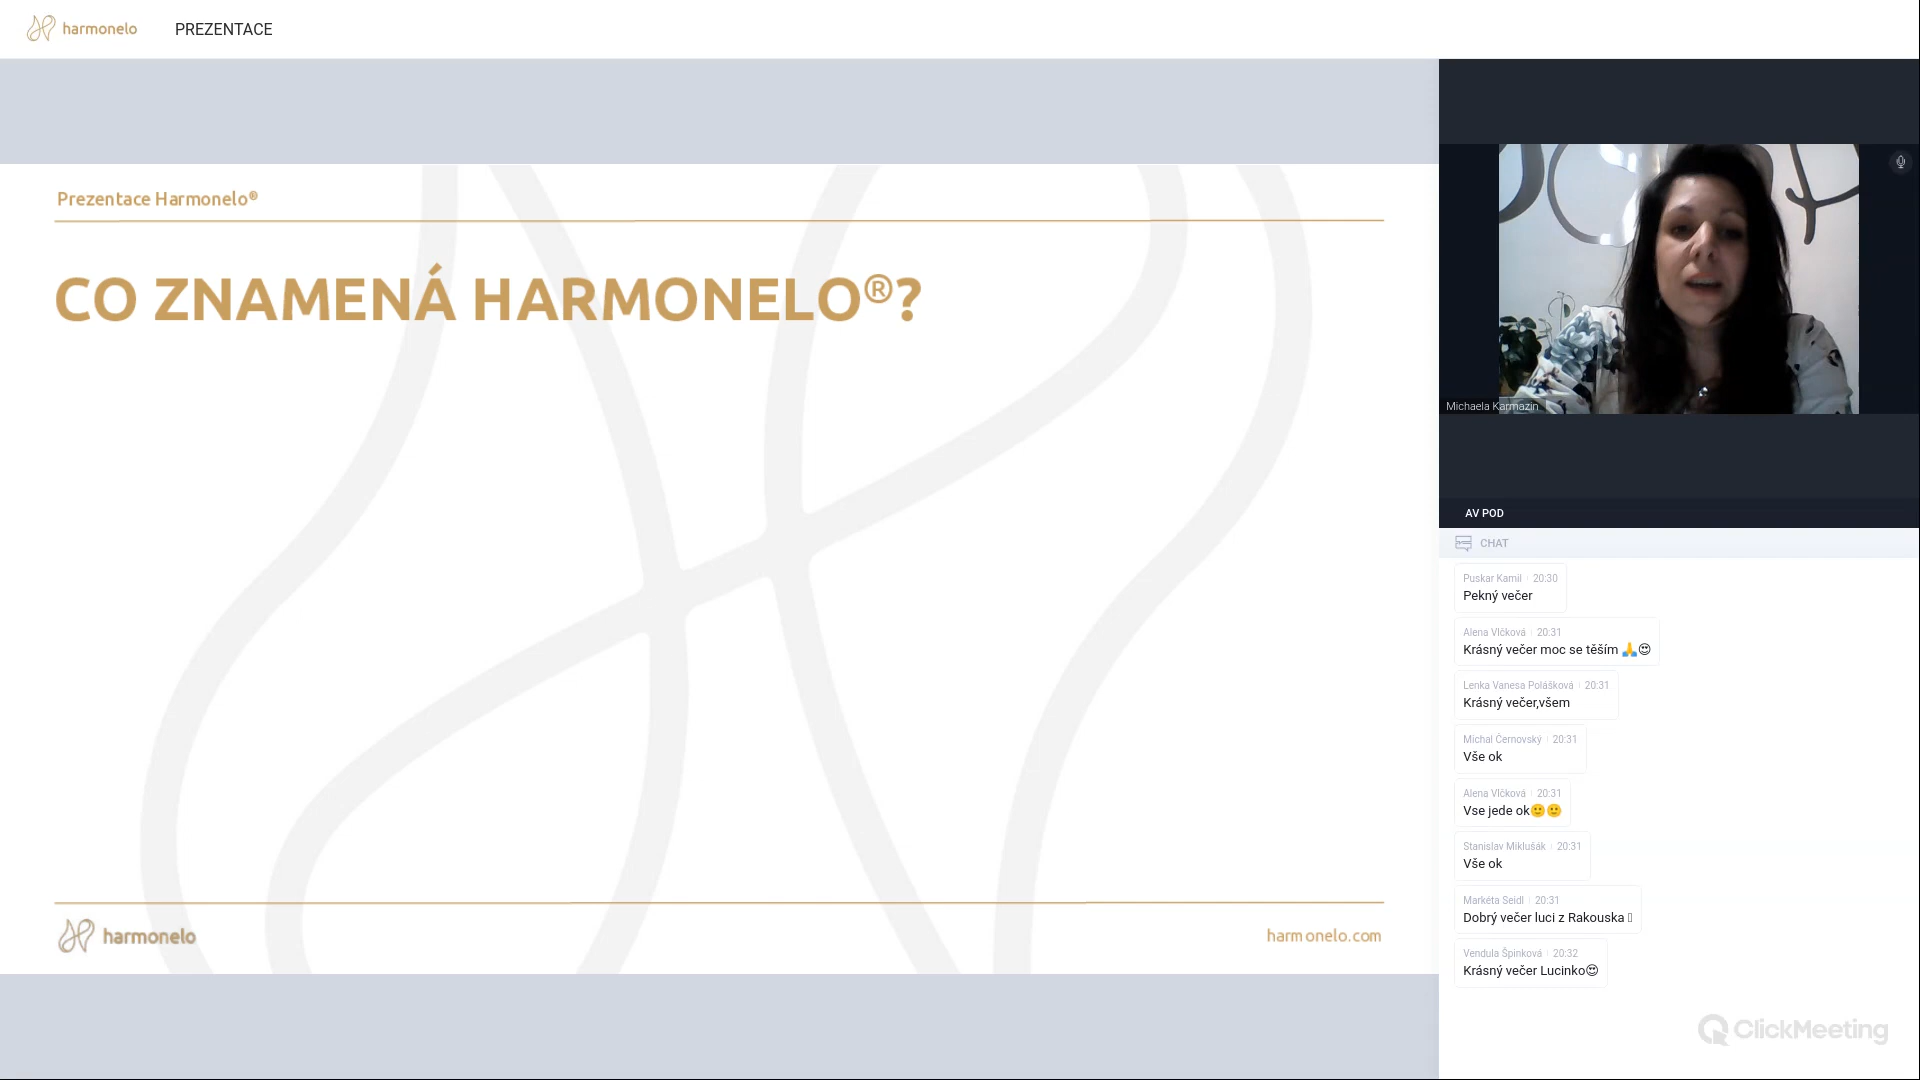 harmonelo
PREZENTACE
Prezentace Harmonelo®
CO ZNAMENÁ HARMONELO®?
harmonelo
harmonelo.com
Michaela Karmazin
AV POD
CHAT
Puskar Kamil 20:30
Pekný večer
Alena Vlčková 20:31
Krásný večer moc se těším 🙏😍
Lenka Vanesa Polášková 20:31
Krásný večer,všem
Michal Černovský 20:31
Vše ok
Alena Vlčková 20:31
Vse jede ok🙂🙂
Stanislav Miklušák 20:31
Vše ok
Markéta Seidl 20:31
Dobrý večer luci z Rakouska
Vendula Špinková 20:32
Krásný večer Lucinko😍
ClickMeeting